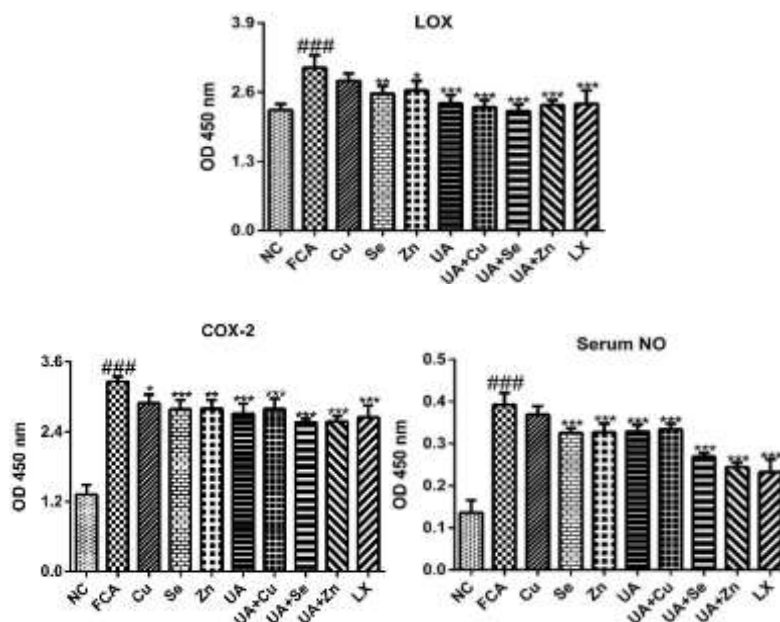 LOX
OD 450 nm
3.9
2.6
1.3
0.0
###
** * *** *** *** *** ***
NC FCA Cu Se Zn UA UA+Cu UA+Se UA+Zn LX
COX-2
OD 450 nm
3.6
2.4
1.2
0.0
###
* *** ** *** *** *** *** ***
NC FCA Cu Se Zn UA UA+Cu UA+Se UA+Zn LX
Serum NO
OD 450 nm
0.5
0.4
0.3
0.2
0.1
0.0
###
*** *** *** *** *** *** ***
NC FCA Cu Se Zn UA UA+Cu UA+Se UA+Zn LX